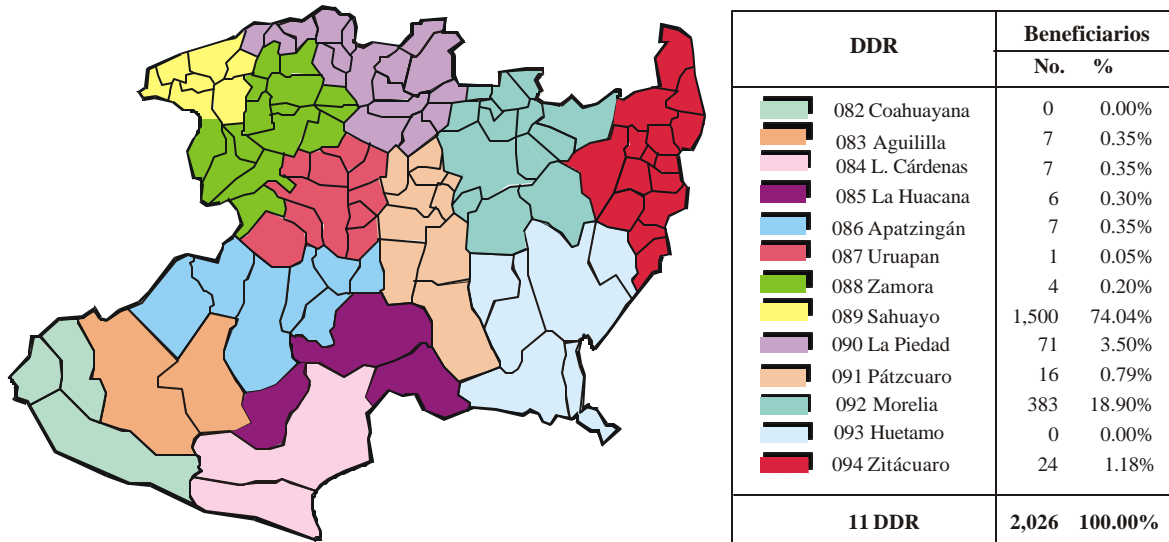 DDR Beneficiarios
No. %
082 Coahuayana 0 0.00%
083 Aguililla 7 0.35%
084 L. Cárdenas 7 0.35%
085 La Huacana 6 0.30%
086 Apatzingán 7 0.35%
087 Uruapan 1 0.05%
088 Zamora 4 0.20%
089 Sahuayo 1,500 74.04%
090 La Piedad 71 3.50%
091 Pátzcuaro 16 0.79%
092 Morelia 383 18.90%
093 Huetamo 0 0.00%
094 Zitácuaro 24 1.18%
11 DDR 2,026 100.00%